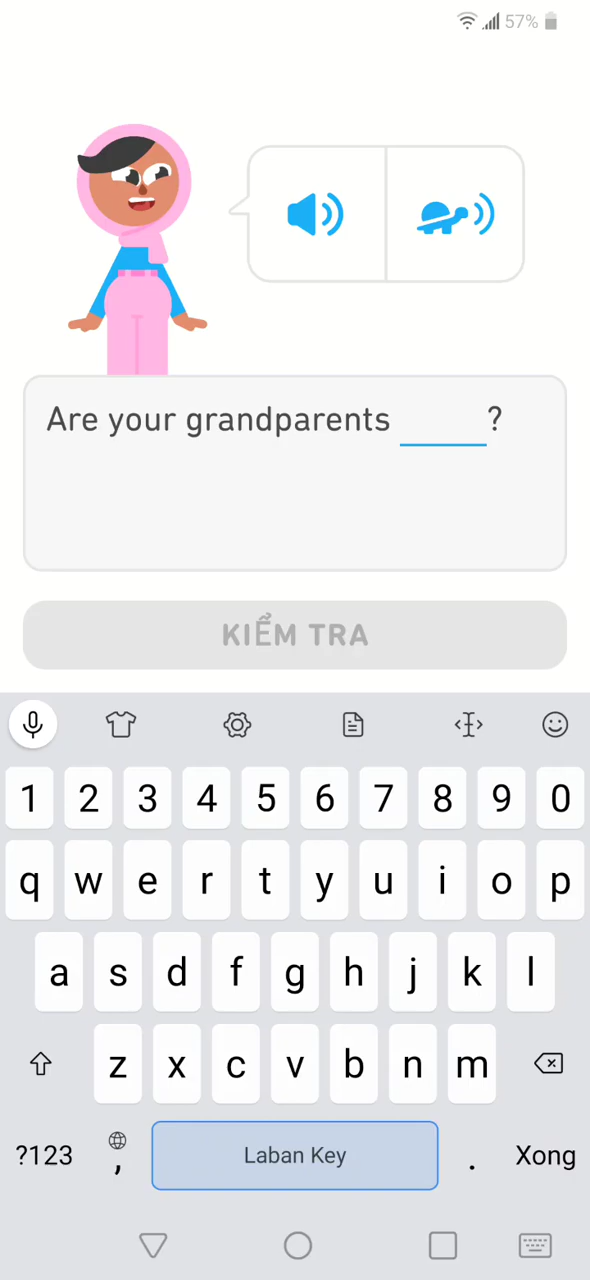 57%
Are your grandparents ____?
KIỂM TRA
1 2 3 4 5 6 7 8 9 0
q w e r t y u i o p
a s d f g h j k l
z x c v b n m
?123 , Laban Key . Xong